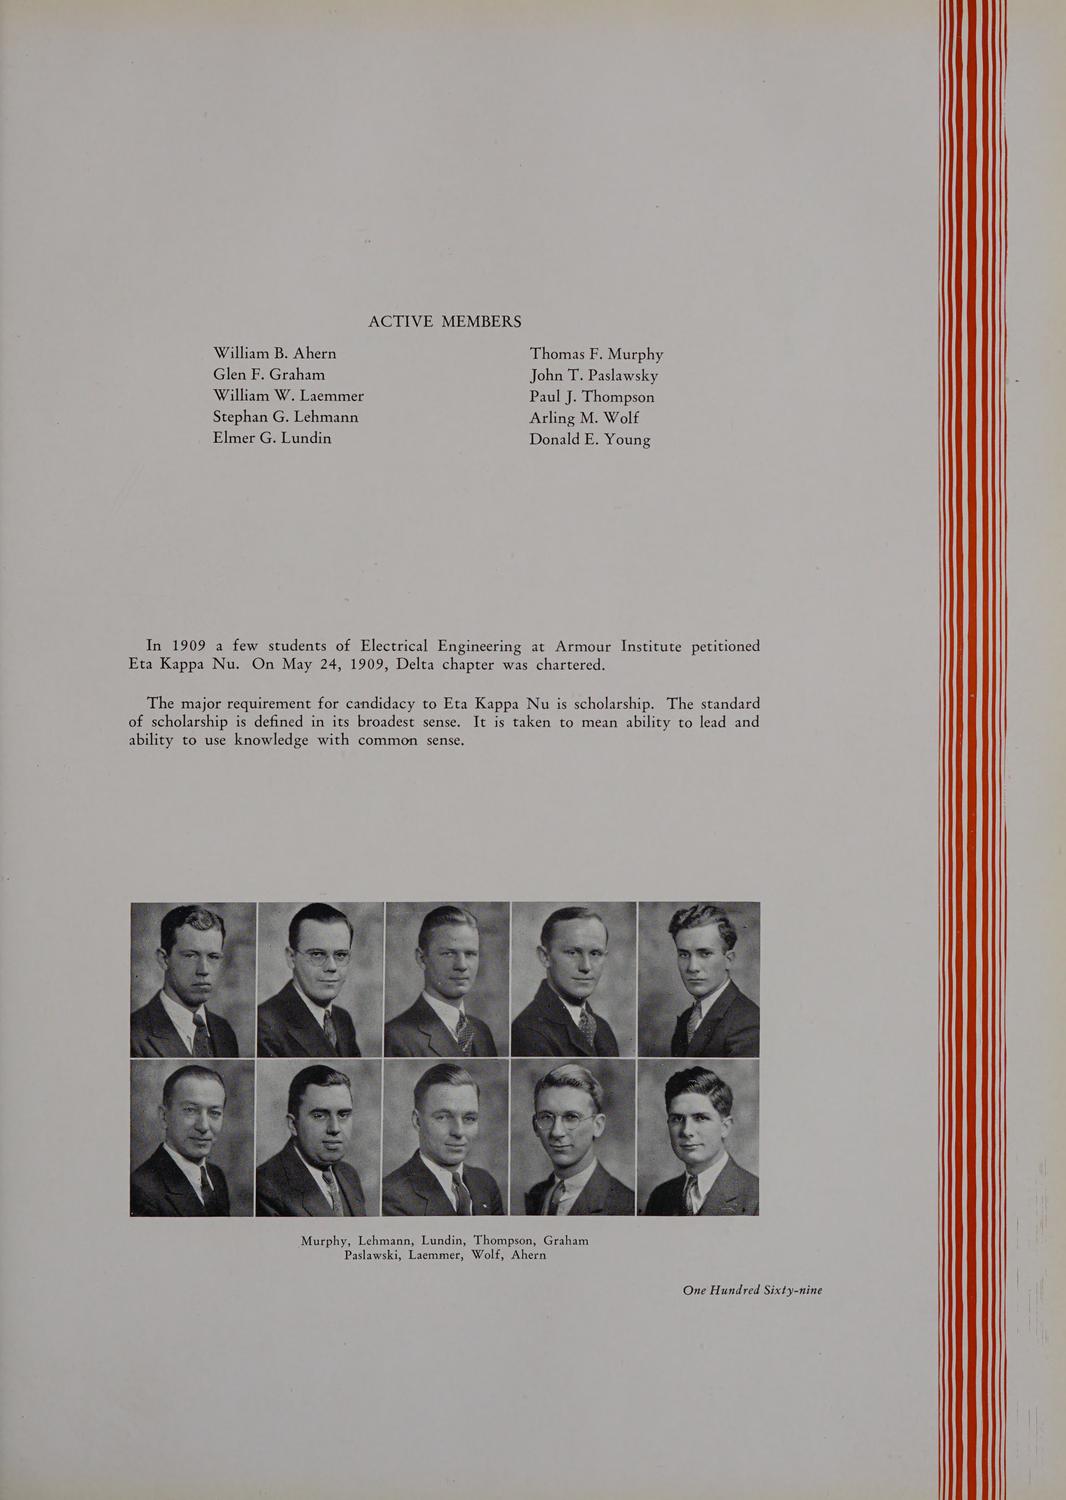 ACTIVE MEMBERS
William B. Ahern
Glen F. Graham
William W. Laemmer
Stephan G. Lehmann
Elmer G. Lundin
Thomas F. Murphy
John T. Paslawsky
Paul J. Thompson
Arling M. Wolf
Donald E. Young
In 1909 a few students of Electrical Engineering at Armour Institute petitioned
Eta Kappa Nu. On May 24, 1909, Delta chapter was chartered.
The major requirement for candidacy to Eta Kappa Nu is scholarship. The standard
of scholarship is defined in its broadest sense. It is taken to mean ability to lead and
ability to use knowledge with common sense.
Murphy, Lehmann, Lundin, Thompson, Graham
Paslawski, Laemmer, Wolf, Ahern
One Hundred Sixty-nine